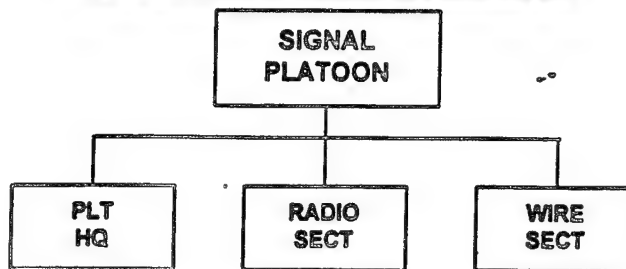 SIGNAL
PLATOON
PLT
HQ
RADIO
SECT
WIRE
SECT